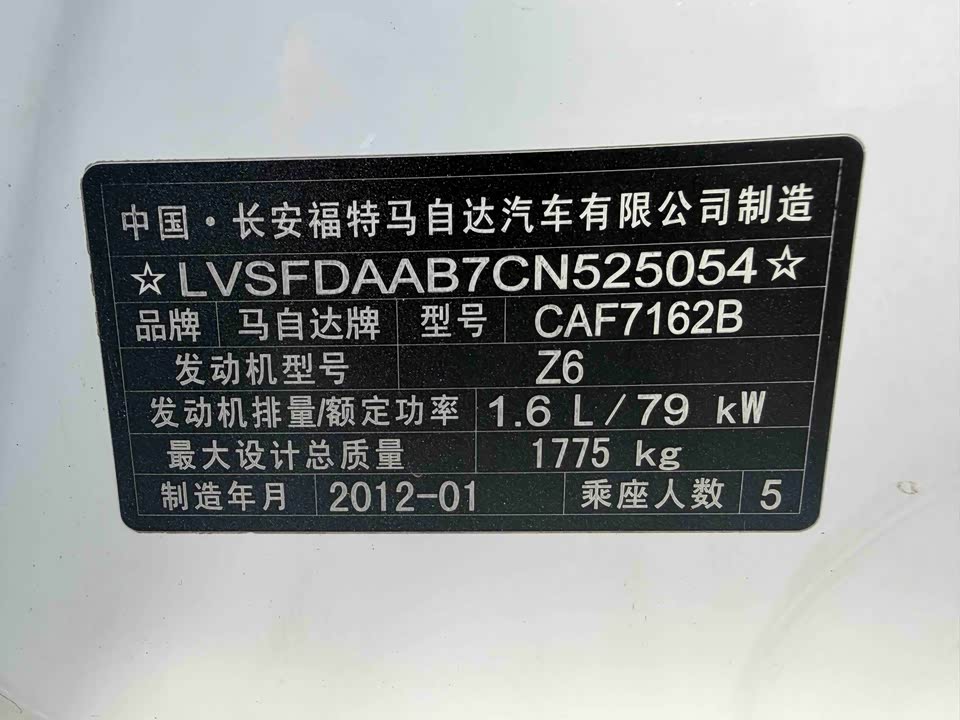 中国·长安福特马自达汽车有限公司制造
☆LVSFDAAB7CN525054☆
品牌 马自达牌 型号 CAF7162B
发动机型号 Z6
发动机排量/额定功率 1.6 L/79 kW
最大设计总质量 1775 kg
制造年月 2012-01 乘座人数 5